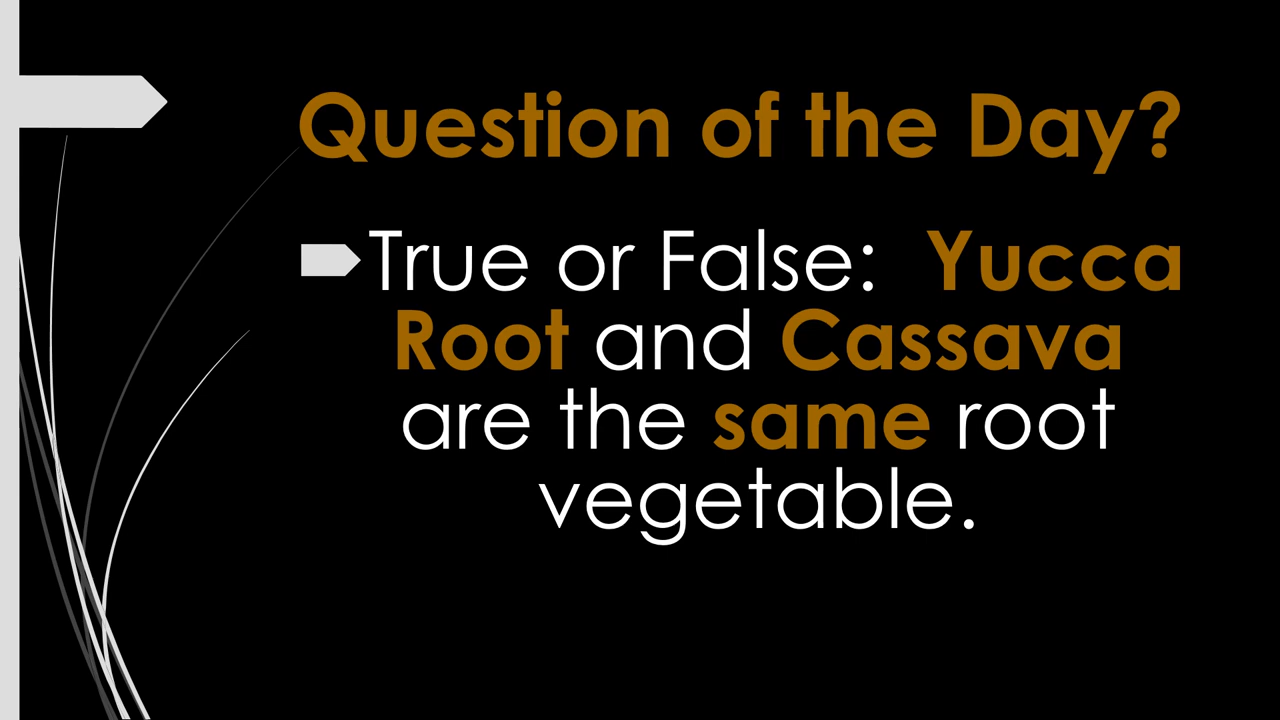 Question of the Day?
True or False:  Yucca
Root and Cassava
are the same root
vegetable.